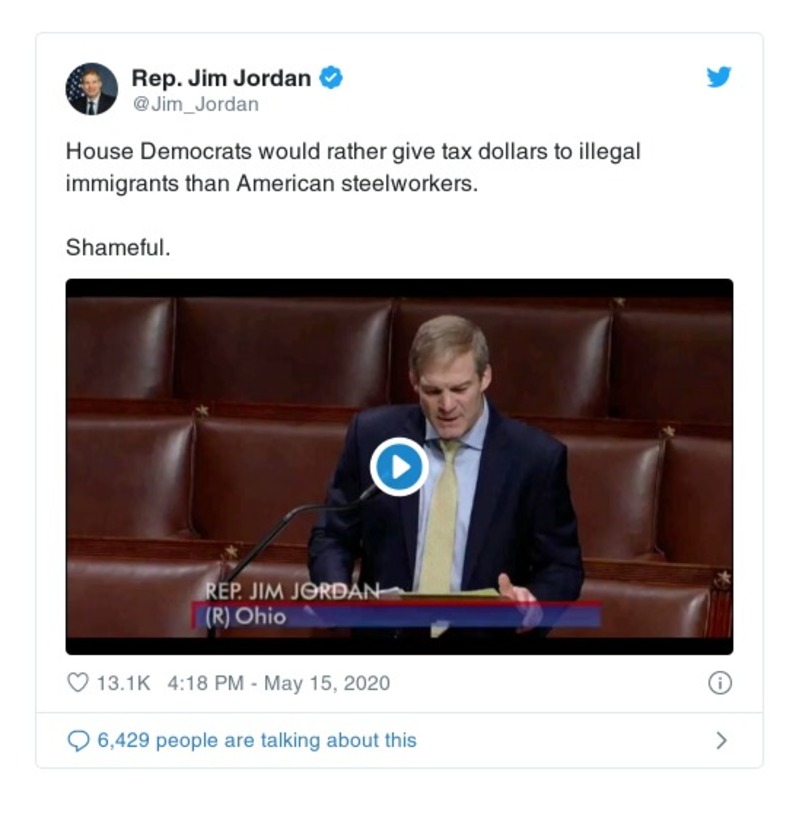 Rep. Jim Jordan
@Jim_Jordan
House Democrats would rather give tax dollars to illegal
immigrants than American steelworkers.
Shameful.
REP. JIM JORDAN
(R) Ohio
13.1K 4:18 PM - May 15, 2020
6,429 people are talking about this